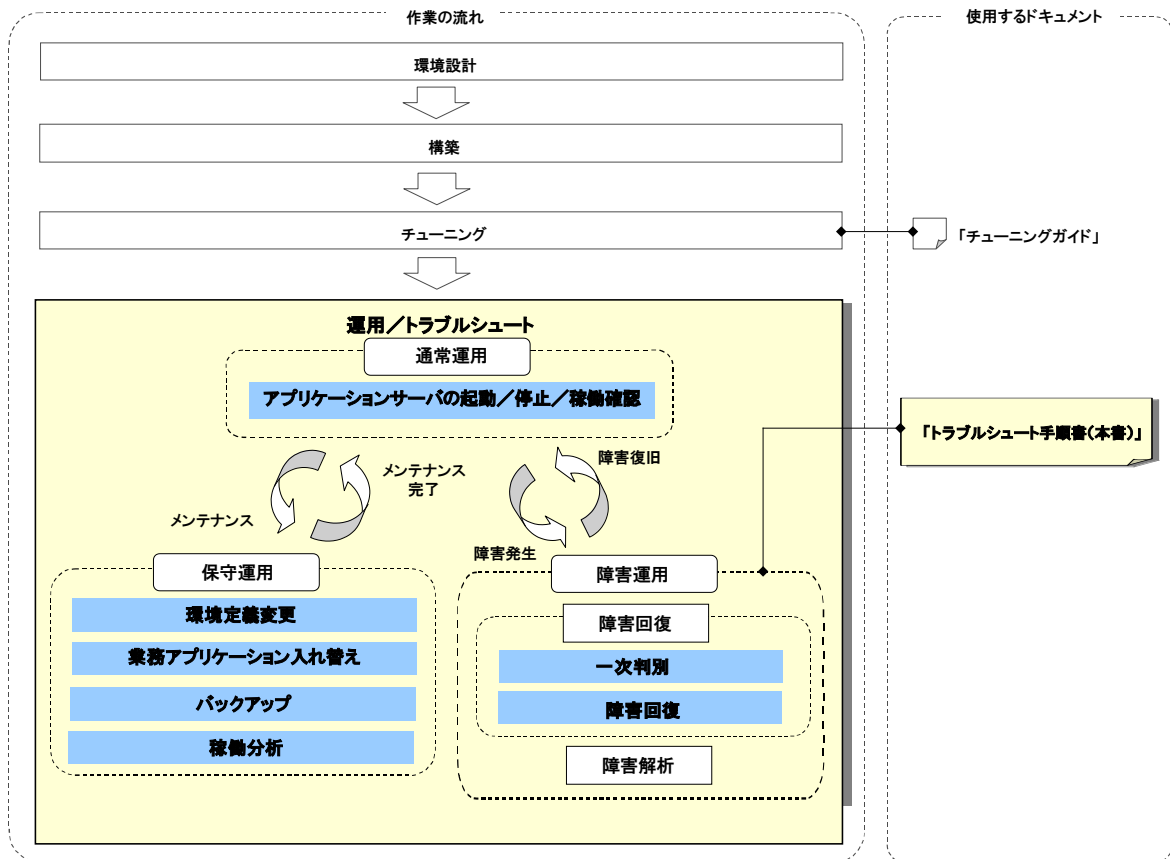 作業の流れ
使用するドキュメント
環境設計
構築
チューニング
「チューニングガイド」
運用／トラブルシュート
通常運用
アプリケーションサーバの起動／停止／稼働確認
「トラブルシュート手順書(本書)」
メンテナンス
完了
障害復旧
メンテナンス
障害発生
保守運用
環境定義変更
業務アプリケーション入れ替え
バックアップ
稼働分析
障害運用
障害回復
一次判別
障害回復
障害解析